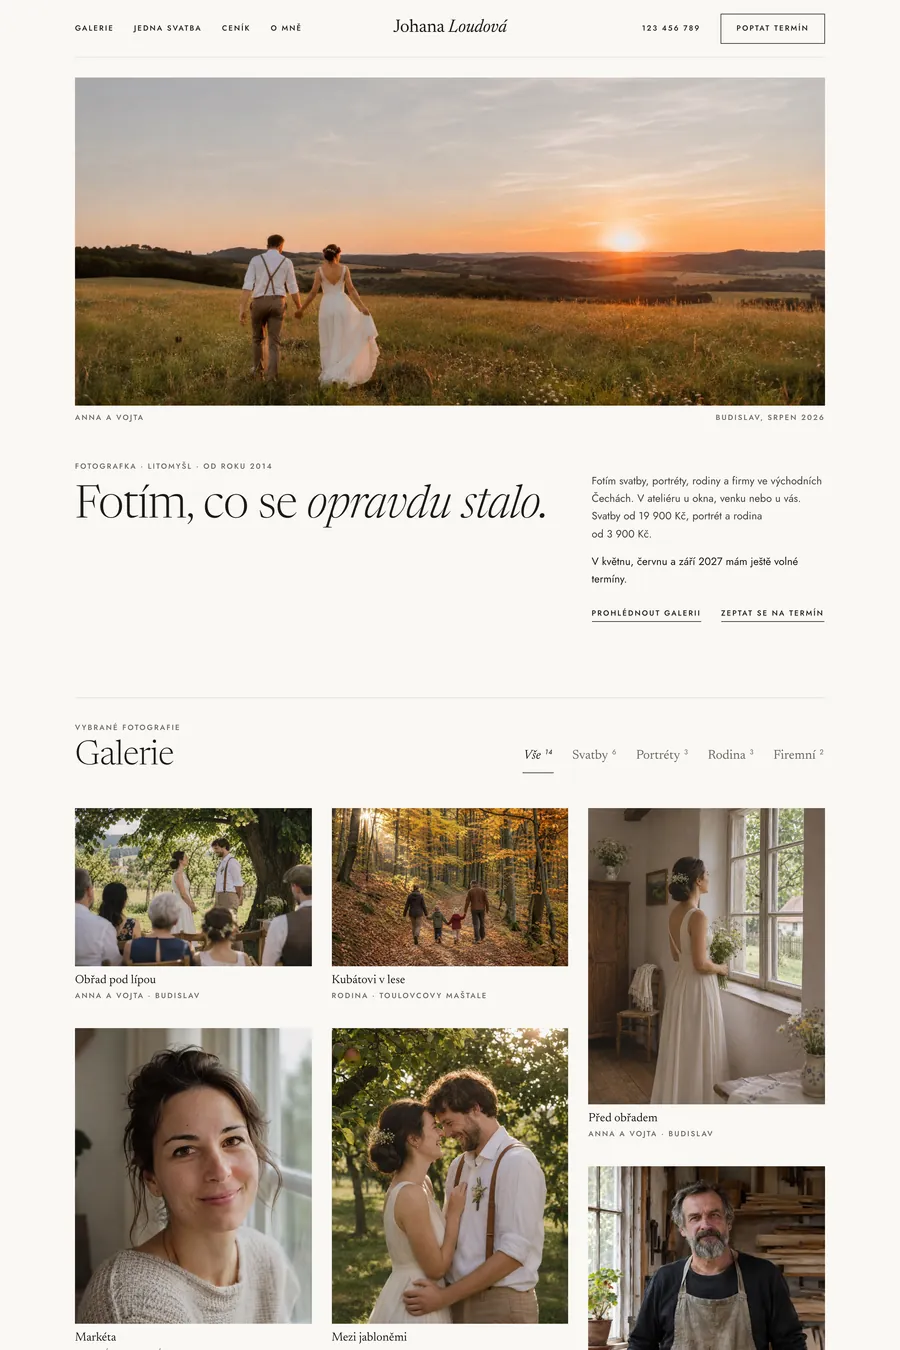 GALERIE JEDNA SVATBA CENÍK O MNĚ
Johana Loudová
123 456 789
POPTAT TERMÍN
ANNA A VOJTA
BUDISLAV, SRPEN 2026
FOTOGRAFKA · LITOMYŠL · OD ROKU 2014
Fotím, co se opravdu stalo.
Fotím svatby, portréty, rodiny a firmy ve východních
Čechách. V ateliéru u okna, venku nebo u vás.
Svatby od 19 900 Kč, portrét a rodina
od 3 900 Kč.
V květnu, červnu a září 2027 mám ještě volné
termíny.
PROHLÉDNOUT GALERII ZEPTAT SE NA TERMÍN
VYBRANÉ FOTOGRAFIE
Galerie
Vše 14 Svatby 6 Portréty 3 Rodina 3 Firemní 2
Obřad pod lípou
ANNA A VOJTA · BUDISLAV
Kubátovi v lese
RODINA · TOULOVCOVY MAŠTALE
Před obřadem
ANNA A VOJTA · BUDISLAV
Markéta
Mezi jabloněmi